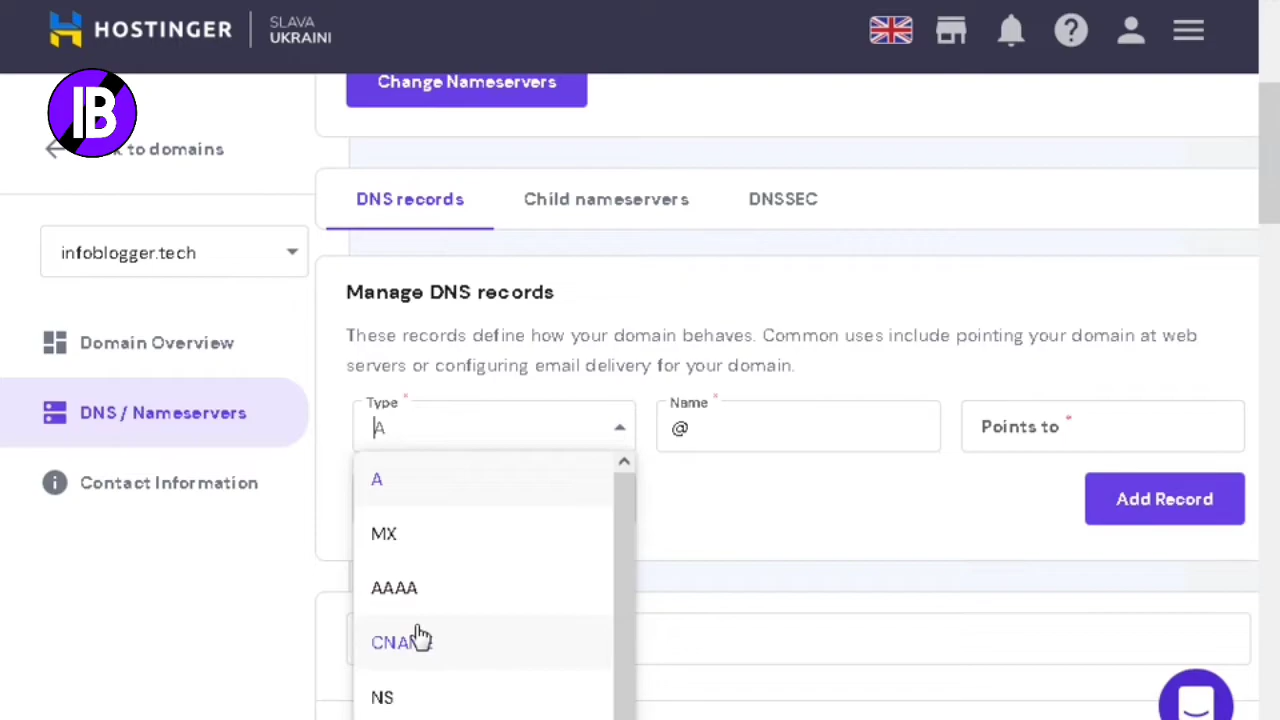 HOSTINGER
SLAVA
UKRAINI
Change Nameservers
IB
to domains
DNS records
Child nameservers
DNSSEC
infoblogger.tech
Manage DNS records
These records define how your domain behaves. Common uses include pointing your domain at web
servers or configuring email delivery for your domain.
Domain Overview
DNS / Nameservers
Contact Information
Type *
A
Name *
@
Points to *
Add Record
A
MX
AAAA
CNAME
NS